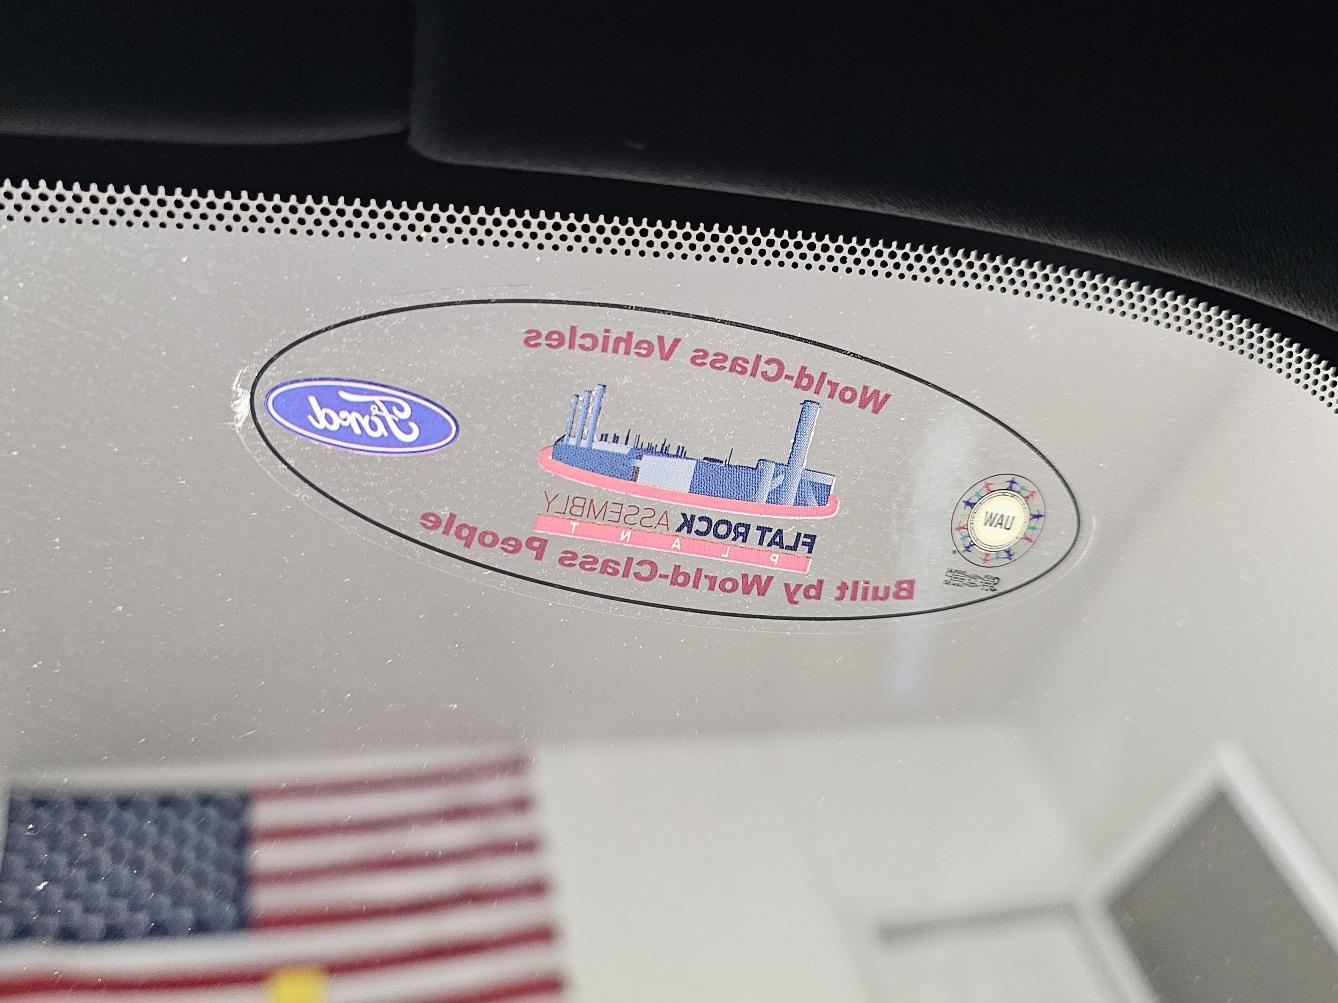 World-Class Vehicles
Ford
UAW
FLAT ROCK ASSEMBLY
PLANT
Built by World-Class People